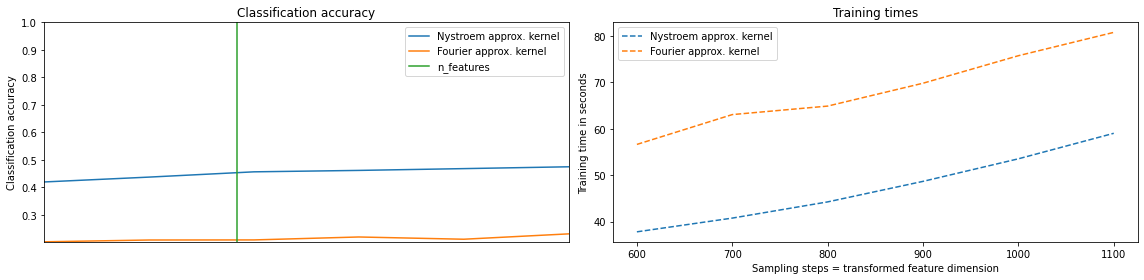 Classification accuracy
Classification accuracy
1.0
0.9
0.8
0.7
0.6
0.5
0.4
0.3
Nystroem approx. kernel
Fourier approx. kernel
n_features
Training times
Training time in seconds
80
70
60
50
40
Nystroem approx. kernel
Fourier approx. kernel
600 700 800 900 1000 1100
Sampling steps = transformed feature dimension